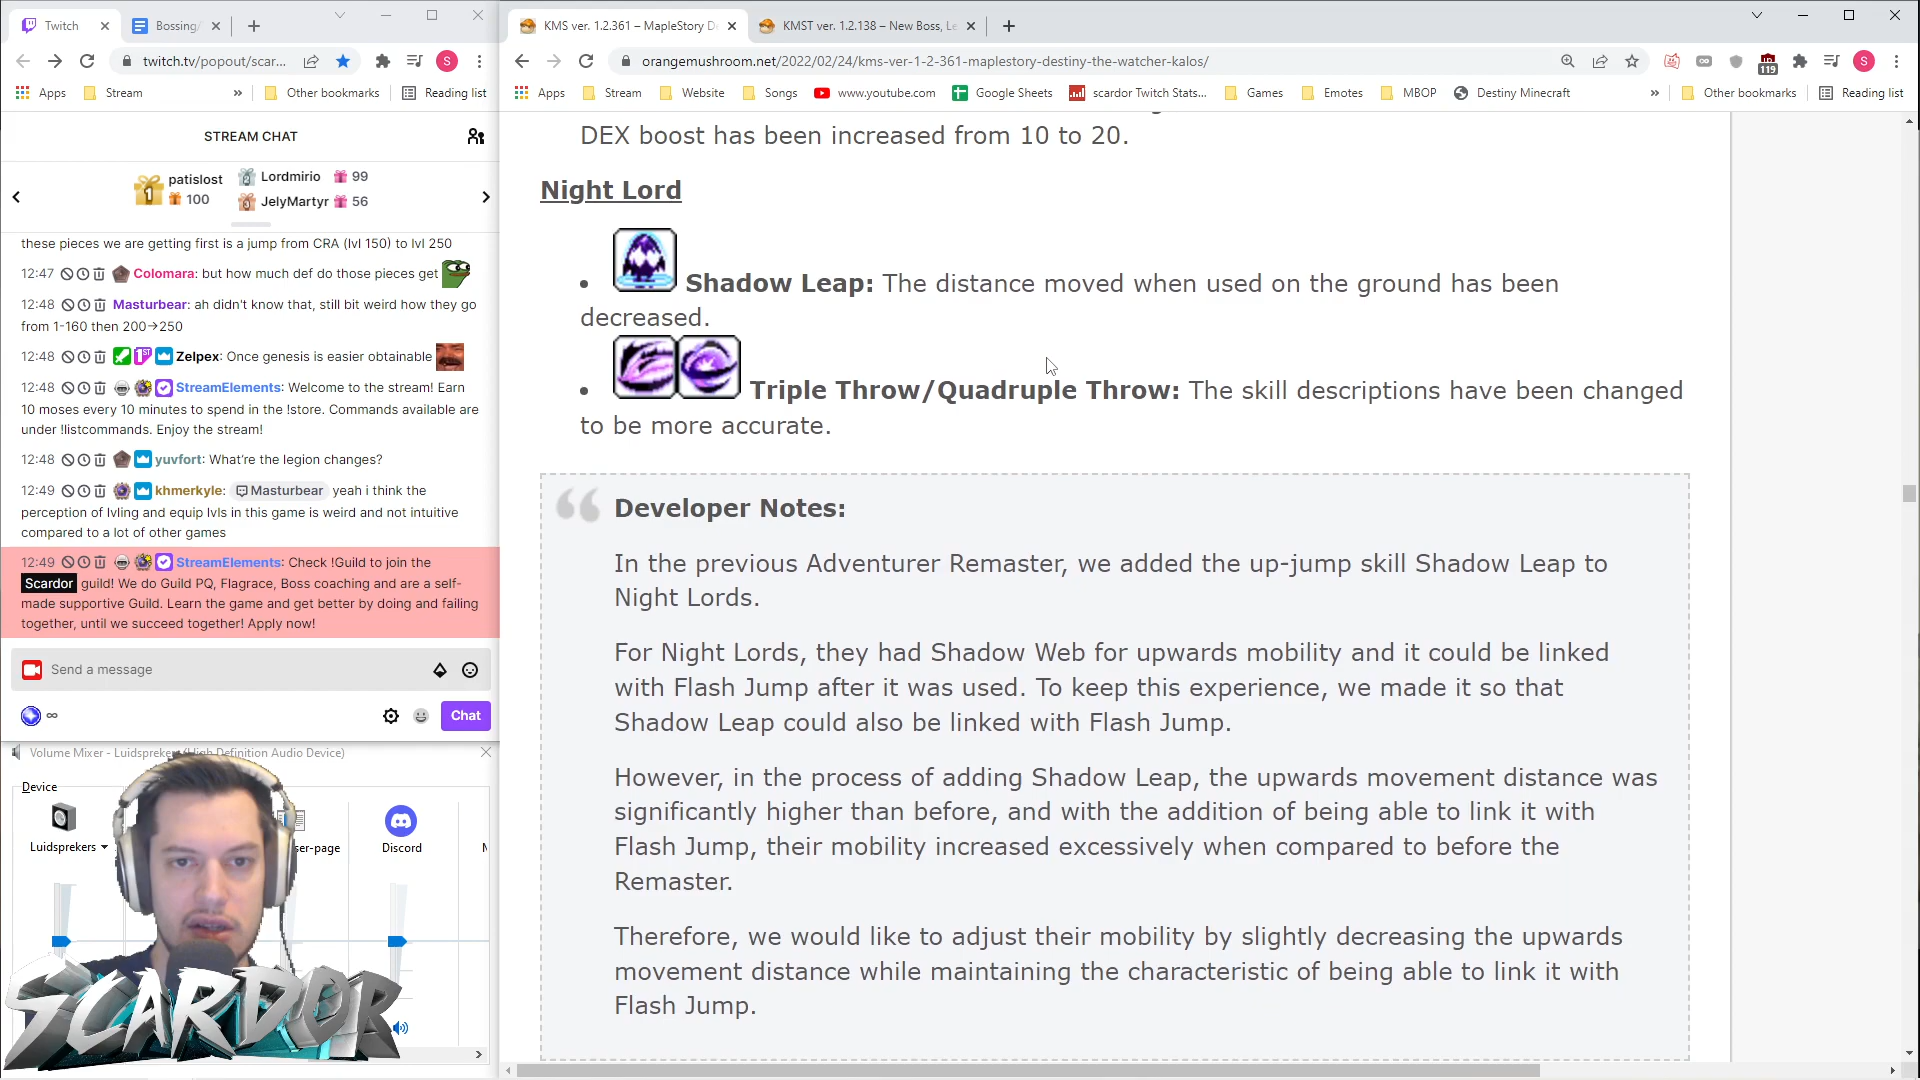 Twitch
Bossing/
KMS ver. 1.2.361 – MapleStory D
KMST ver. 1.2.138 – New Boss, Le
twitch.tv/popout/scar...
S
orangemushroom.net/2022/02/24/kms-ver-1-2-361-maplestory-destiny-the-watcher-kalos/
119
S
Apps
Stream
»
Other bookmarks
Reading list
Apps
Stream
Website
Songs
www.youtube.com
Google Sheets
scardor Twitch Stats...
Games
Emotes
MBOP
Destiny Minecraft
»
Other bookmarks
Reading list
STREAM CHAT
1 patislost
100
Lordmirio 99
JelyMartyr 56
these pieces we are getting first is a jump from CRA (lvl 150) to lvl 250
12:47 Colomara: but how much def do those pieces get
12:48 Masturbear: ah didn't know that, still bit weird how they go
from 1-160 then 200->250
12:48 1ST Zelpex: Once genesis is easier obtainable
12:48 StreamElements: Welcome to the stream! Earn
10 moses every 10 minutes to spend in the !store. Commands available are
under !listcommands. Enjoy the stream!
12:48 yuvfort: What're the legion changes?
12:49 khmerkyle: Masturbear yeah i think the
perception of lvling and equip lvls in this game is weird and not intuitive
compared to a lot of other games
12:49 StreamElements: Check !Guild to join the
Scardor guild! We do Guild PQ, Flagrace, Boss coaching and are a self-
made supportive Guild. Learn the game and get better by doing and failing
together, until we succeed together! Apply now!
Send a message
∞
Chat
Volume Mixer - Luidsprekers (High Definition Audio Device)
Device
Luidsprekers
ser-page
Discord
SCARDOR
DEX boost has been increased from 10 to 20.
Night Lord
• Shadow Leap: The distance moved when used on the ground has been
decreased.
• Triple Throw/Quadruple Throw: The skill descriptions have been changed
to be more accurate.
“ Developer Notes:
In the previous Adventurer Remaster, we added the up-jump skill Shadow Leap to
Night Lords.
For Night Lords, they had Shadow Web for upwards mobility and it could be linked
with Flash Jump after it was used. To keep this experience, we made it so that
Shadow Leap could also be linked with Flash Jump.
However, in the process of adding Shadow Leap, the upwards movement distance was
significantly higher than before, and with the addition of being able to link it with
Flash Jump, their mobility increased excessively when compared to before the
Remaster.
Therefore, we would like to adjust their mobility by slightly decreasing the upwards
movement distance while maintaining the characteristic of being able to link it with
Flash Jump.